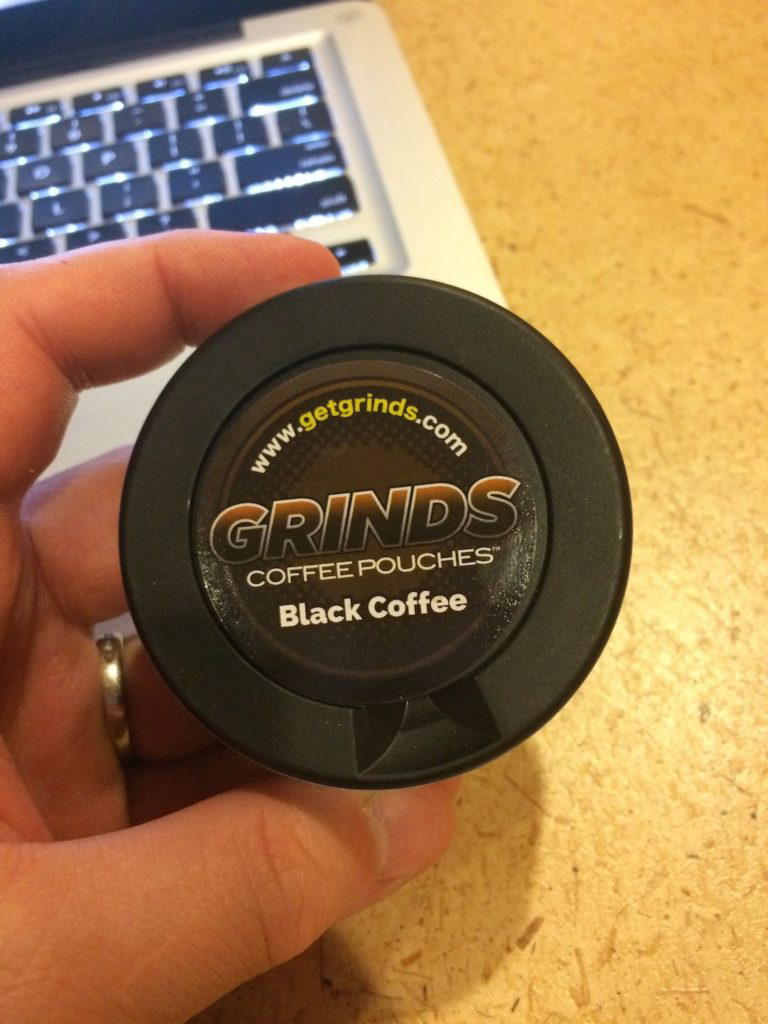 O P
L
www.getgrinds.com
GRINDS
COFFEE POUCHES™
Black Coffee